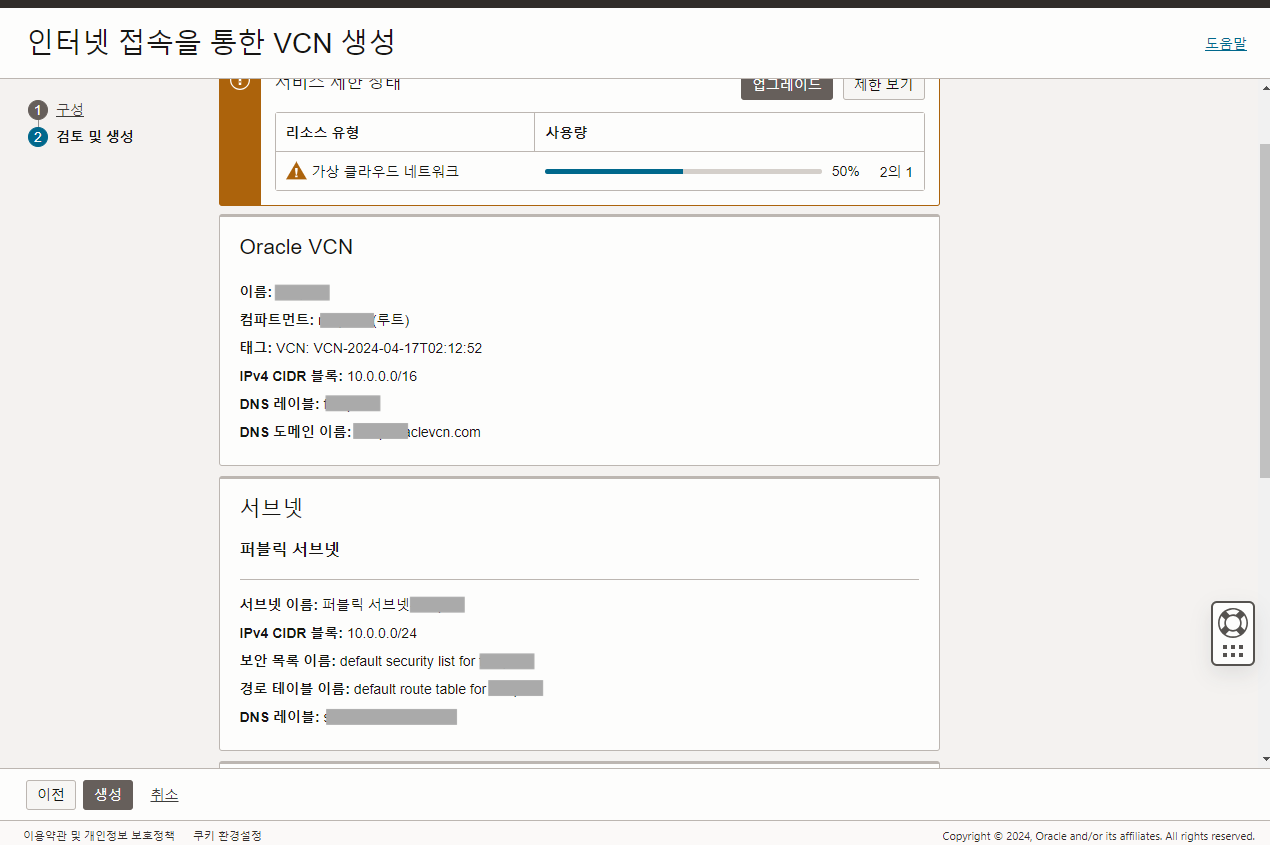 인터넷 접속을 통한 VCN 생성
도움말
1 구성
2 검토 및 생성
서비스 제한 상태
업그레이드
제한 보기
리소스 유형 사용량
가상 클라우드 네트워크 50% 2의 1
Oracle VCN
이름:
컴파트먼트: (루트)
태그: VCN: VCN-2024-04-17T02:12:52
IPv4 CIDR 블록: 10.0.0.0/16
DNS 레이블:
DNS 도메인 이름: aclevcn.com
서브넷
퍼블릭 서브넷
서브넷 이름: 퍼블릭 서브넷
IPv4 CIDR 블록: 10.0.0.0/24
보안 목록 이름: default security list for
경로 테이블 이름: default route table for
DNS 레이블: s
이전 생성 취소
이용약관 및 개인정보 보호정책 쿠키 환경설정
Copyright © 2024, Oracle and/or its affiliates. All rights reserved.